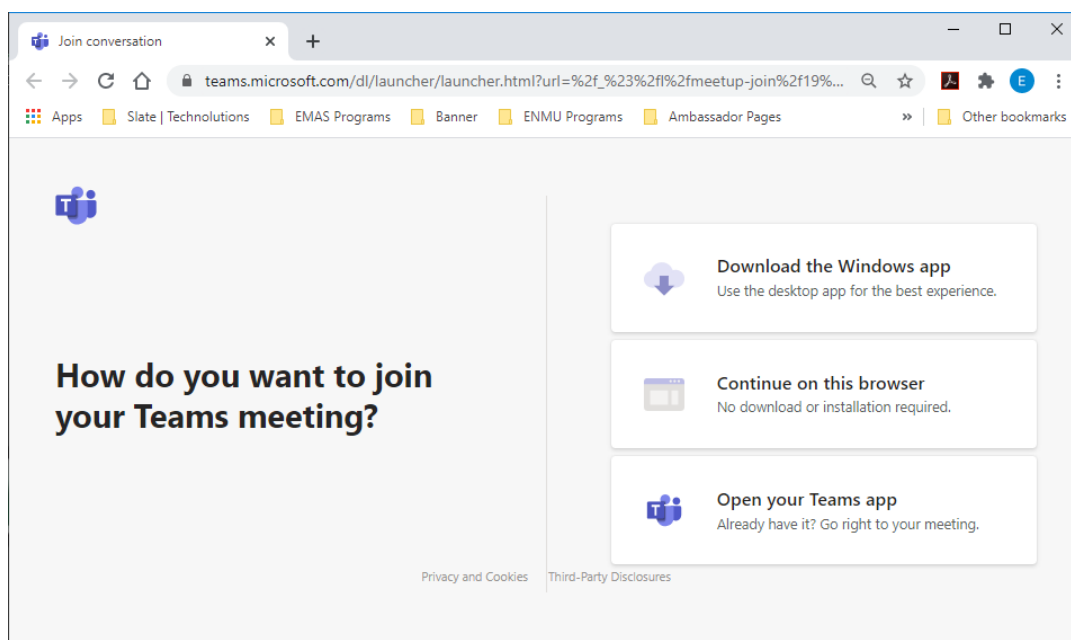 Join conversation
teams.microsoft.com/dl/launcher/launcher.html?url=%2f_%23%2fl%2fmeetup-join%2f19%...
E
Apps Slate | Technolutions EMAS Programs Banner ENMU Programs Ambassador Pages » Other bookmarks
T
Download the Windows app
Use the desktop app for the best experience.
How do you want to join
your Teams meeting?
Continue on this browser
No download or installation required.
T
Open your Teams app
Already have it? Go right to your meeting.
Privacy and Cookies Third-Party Disclosures